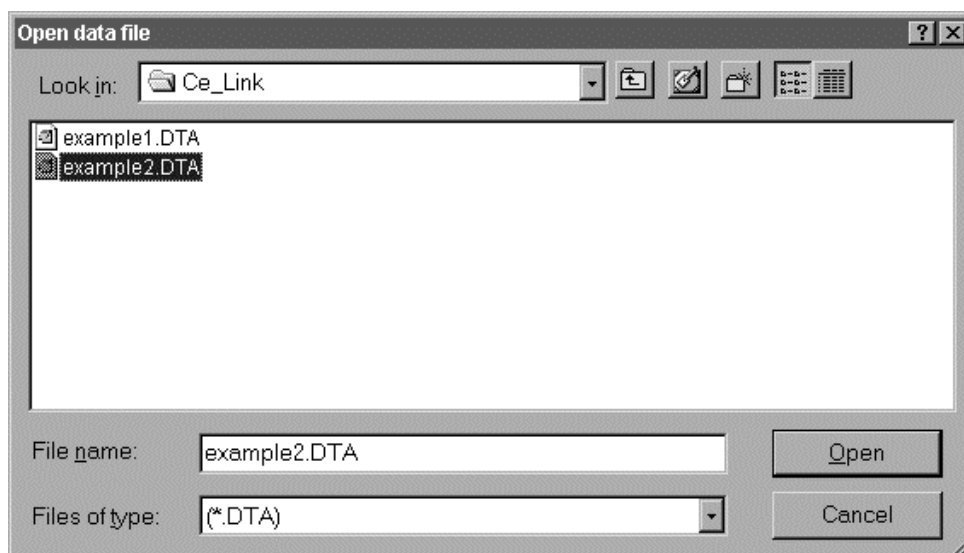 Open data file
Look in: Ce_Link
example1.DTA
example2.DTA
File name: example2.DTA Open
Files of type: (*.DTA) Cancel